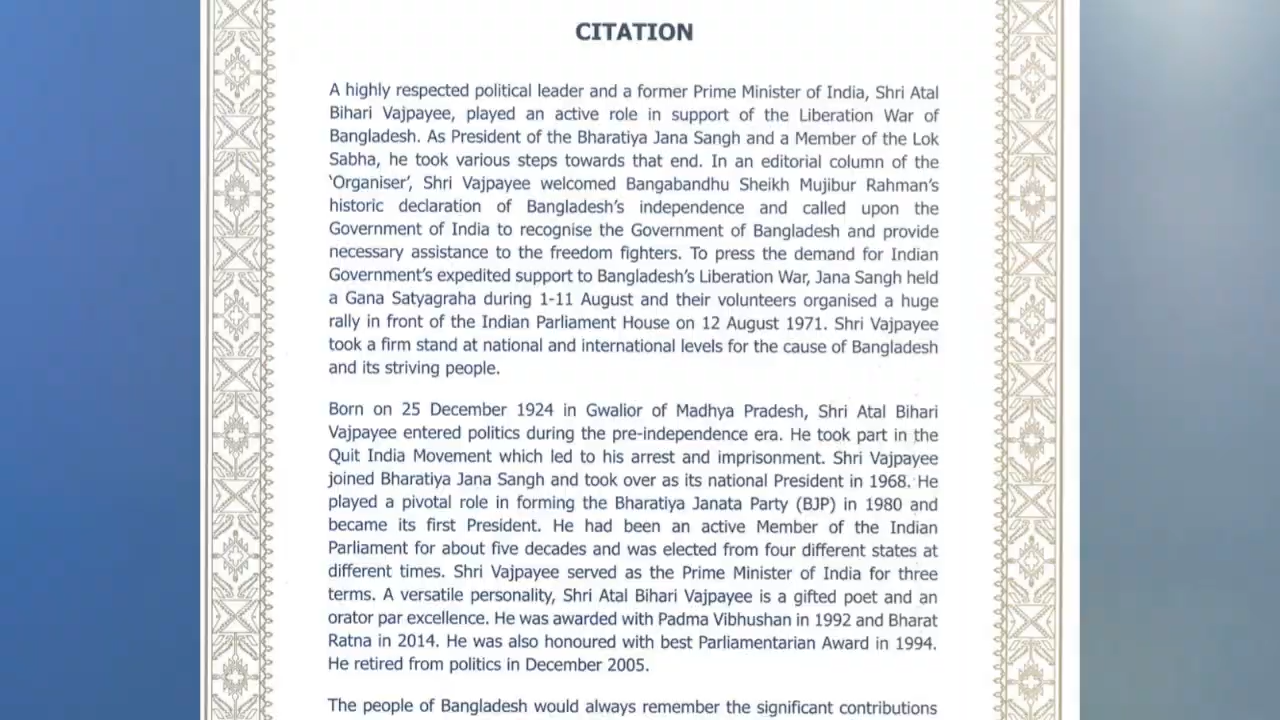 CITATION
A highly respected political leader and a former Prime Minister of India, Shri Atal
Bihari Vajpayee, played an active role in support of the Liberation War of
Bangladesh. As President of the Bharatiya Jana Sangh and a Member of the Lok
Sabha, he took various steps towards that end. In an editorial column of the
‘Organiser’, Shri Vajpayee welcomed Bangabandhu Sheikh Mujibur Rahman’s
historic declaration of Bangladesh’s independence and called upon the
Government of India to recognise the Government of Bangladesh and provide
necessary assistance to the freedom fighters. To press the demand for Indian
Government’s expedited support to Bangladesh’s Liberation War, Jana Sangh held
a Gana Satyagraha during 1-11 August and their volunteers organised a huge
rally in front of the Indian Parliament House on 12 August 1971. Shri Vajpayee
took a firm stand at national and international levels for the cause of Bangladesh
and its striving people.
Born on 25 December 1924 in Gwalior of Madhya Pradesh, Shri Atal Bihari
Vajpayee entered politics during the pre-independence era. He took part in the
Quit India Movement which led to his arrest and imprisonment. Shri Vajpayee
joined Bharatiya Jana Sangh and took over as its national President in 1968. He
played a pivotal role in forming the Bharatiya Janata Party (BJP) in 1980 and
became its first President. He had been an active Member of the Indian
Parliament for about five decades and was elected from four different states at
different times. Shri Vajpayee served as the Prime Minister of India for three
terms. A versatile personality, Shri Atal Bihari Vajpayee is a gifted poet and an
orator par excellence. He was awarded with Padma Vibhushan in 1992 and Bharat
Ratna in 2014. He was also honoured with best Parliamentarian Award in 1994.
He retired from politics in December 2005.
The people of Bangladesh would always remember the significant contributions